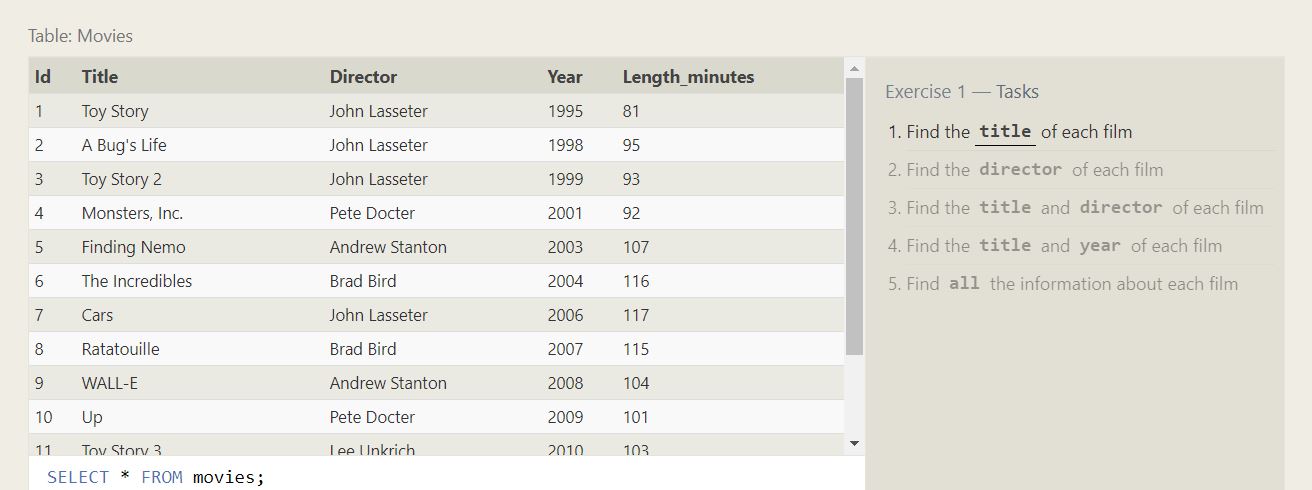 Table: Movies
Id Title Director Year Length_minutes
1 Toy Story John Lasseter 1995 81
2 A Bug's Life John Lasseter 1998 95
3 Toy Story 2 John Lasseter 1999 93
4 Monsters, Inc. Pete Docter 2001 92
5 Finding Nemo Andrew Stanton 2003 107
6 The Incredibles Brad Bird 2004 116
7 Cars John Lasseter 2006 117
8 Ratatouille Brad Bird 2007 115
9 WALL-E Andrew Stanton 2008 104
10 Up Pete Docter 2009 101
11 Toy Story 3 Lee Unkrich 2010 103
SELECT * FROM movies;
Exercise 1 — Tasks
1. Find the title of each film
2. Find the director of each film
3. Find the title and director of each film
4. Find the title and year of each film
5. Find all the information about each film